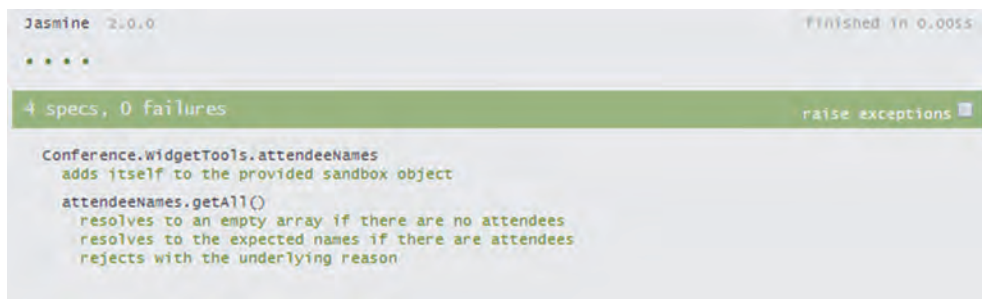 Jasmine 2.0.0 finished in 0.005s
4 specs, 0 failures raise exceptions
Conference.WidgetTools.attendeeNames
adds itself to the provided sandbox object
attendeeNames.getAll()
resolves to an empty array if there are no attendees
resolves to the expected names if there are attendees
rejects with the underlying reason